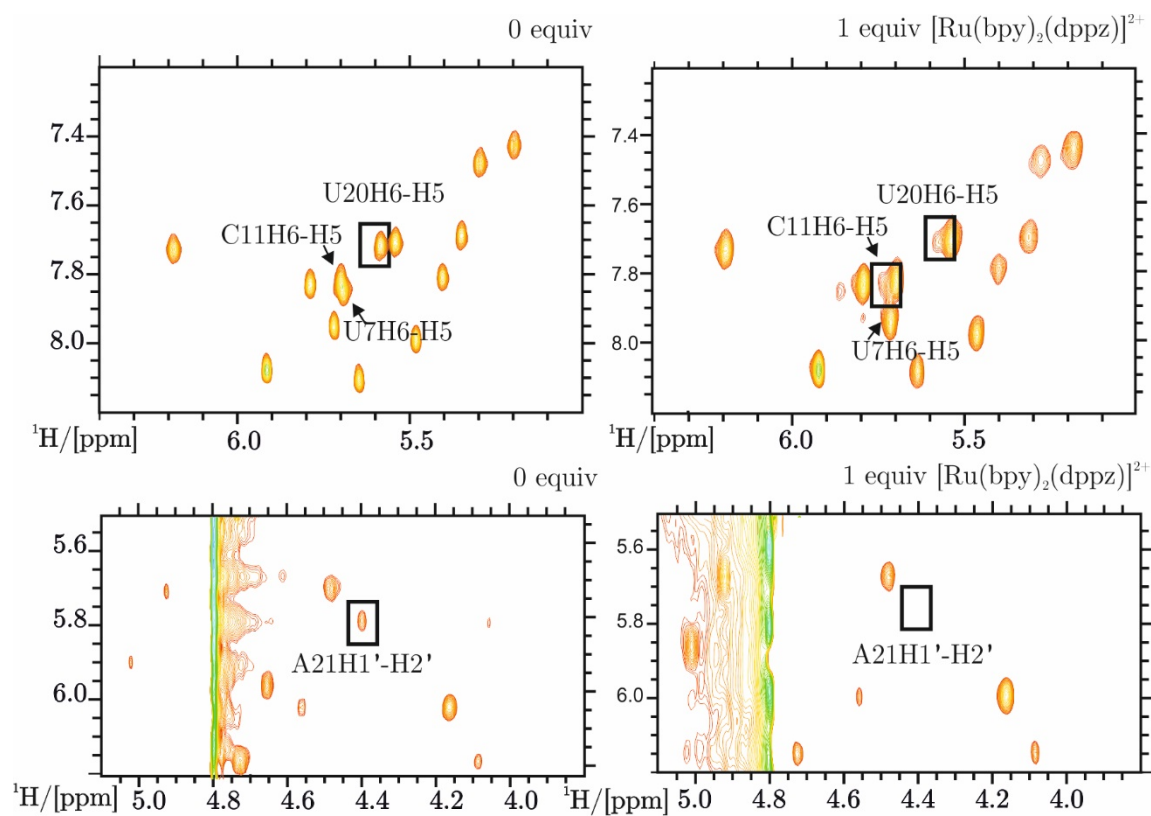 0 equiv
1 equiv [Ru(bpy)₂(dppz)]²⁺
7.4
7.6
7.8
8.0
U20H6-H5
C11H6-H5
U7H6-H5
¹H/[ppm]
6.0
5.5
7.4
7.6
7.8
8.0
U20H6-H5
C11H6-H5
U7H6-H5
¹H/[ppm]
6.0
5.5
0 equiv
1 equiv [Ru(bpy)₂(dppz)]²⁺
5.6
5.8
6.0
A21H1'-H2'
¹H/[ppm]
5.0
4.8
4.6
4.4
4.2
4.0
5.6
5.8
6.0
A21H1'-H2'
¹H/[ppm]
5.0
4.8
4.6
4.4
4.2
4.0